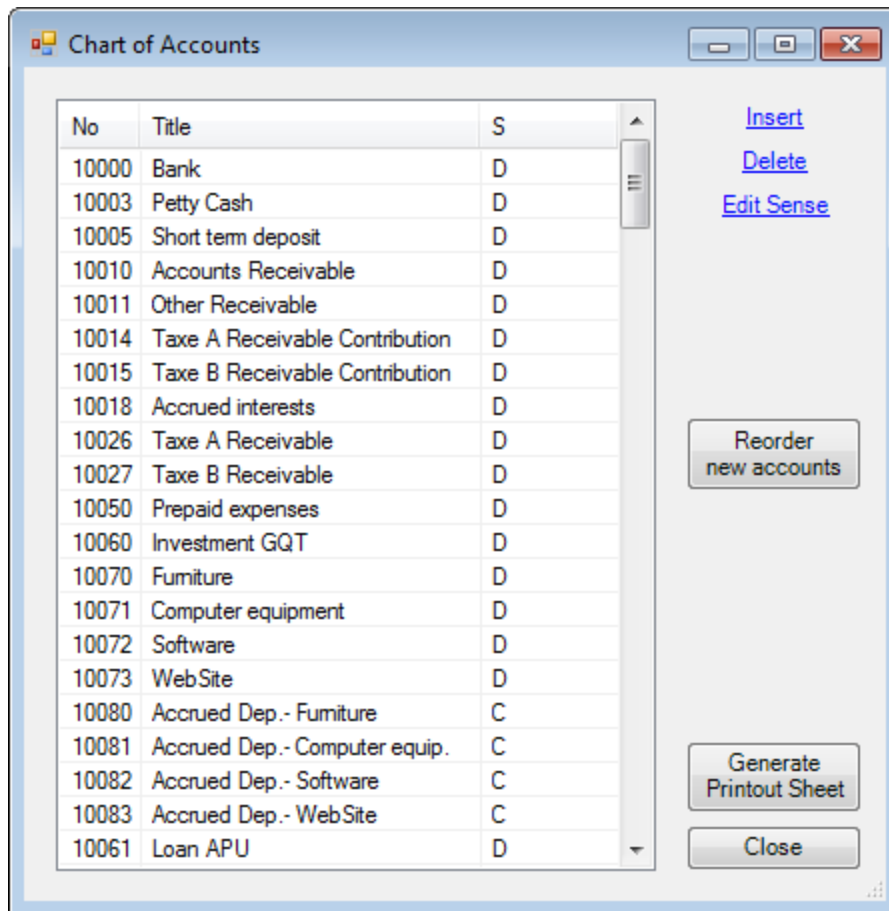 Chart of Accounts
No Title S
10000 Bank D
10003 Petty Cash D
10005 Short term deposit D
10010 Accounts Receivable D
10011 Other Receivable D
10014 Taxe A Receivable Contribution D
10015 Taxe B Receivable Contribution D
10018 Accrued interests D
10026 Taxe A Receivable D
10027 Taxe B Receivable D
10050 Prepaid expenses D
10060 Investment GQT D
10070 Furniture D
10071 Computer equipment D
10072 Software D
10073 WebSite D
10080 Accrued Dep.- Furniture C
10081 Accrued Dep.- Computer equip. C
10082 Accrued Dep.- Software C
10083 Accrued Dep.- WebSite C
10061 Loan APU D
Insert
Delete
Edit Sense
Reorder
new accounts
Generate
Printout Sheet
Close